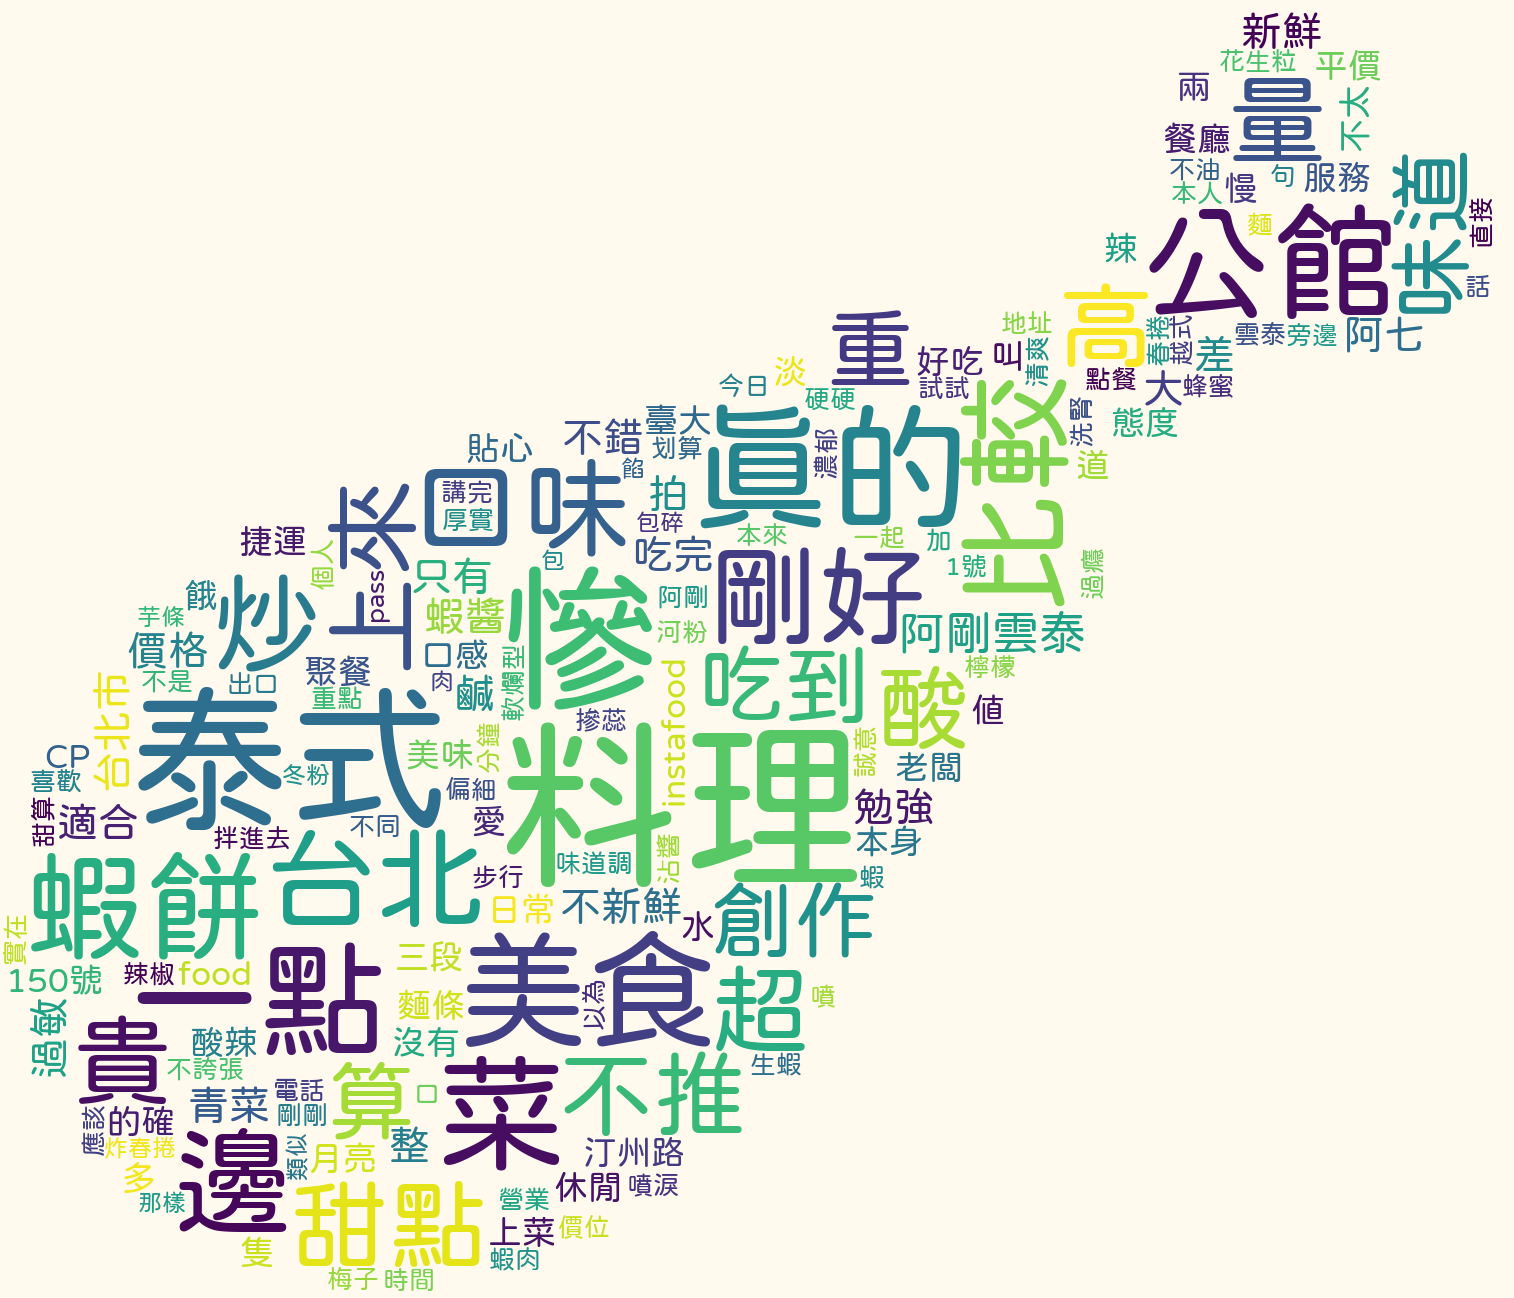 新鮮
花生粒
平價
兩
量
不太
餐廳
不油
句
服務
本人
慢
味道
直接
麵
公館
辣
話
高
春捲
越式
雲泰
旁邊
阿七
重
地址
差
好吃
叫
清爽
今日
淡
試試
點餐
大
蜂蜜
硬硬
不錯
臺大
真的
比較
洗腎
態度
貼心
划算
濃郁
道
餡
口味
講完
厚實
拍
上來
包碎
捷運
本來
一起
加
個人
吃完
包
只有
剛好
1號
過癮
pass
餓
炒
慘
阿剛
芋條
蝦醬
河粉
阿剛雲泰
價格
口感
聚餐
軟爛型
吃到
檸檬
不是
出口
肉
鹹
instafood
酸
值
重點
台北市
泰式
摻蕊
料理
誠意
CP
美味
分鐘
老闆
喜歡
冬粉
偏細
勉強
甜算
適合
不同
愛
拌進去
本身
台北
味道調
沾醬
蝦餅
步行
蝦
日常
不新鮮
水
創作
實在
三段
美食
150號
辣椒
food
一點
以為
超
噴
麵條
過敏
貴
酸辣
沒有
不誇張
生蝦
青菜
電話
剛剛
算
口
菜
不推
應該
的確
炸春捲
整
汀州路
多
邊
類似
月亮
那樣
甜點
營業
休閒
噴淚
上菜
價位
隻
蝦肉
梅子
時間